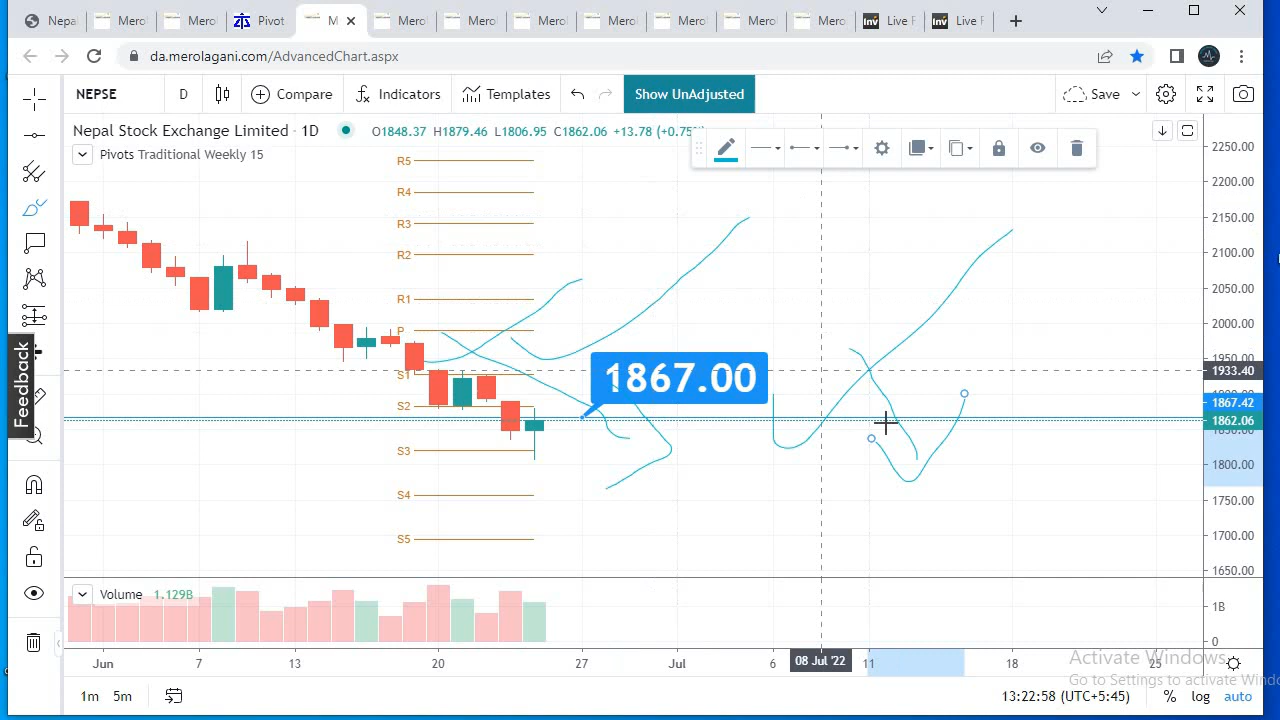 Nepa Mero Mero Pivot M Mero Mero Mero Mero Mero Mero Mero Live F Live F
da.merolagani.com/AdvancedChart.aspx
NEPSE D Compare Indicators Templates Show UnAdjusted Save
Nepal Stock Exchange Limited · 1D O1848.37 H1879.46 L1806.95 C1862.06 +13.78 (+0.75%)
Pivots Traditional Weekly 15
R5
R4
R3
R2
R1
P
S1
S2
S3
S4
S5
1867.00
2250.00
2200.00
2150.00
2100.00
2050.00
2000.00
1950.00
1933.40
1867.42
1862.06
1800.00
1750.00
1700.00
1650.00
Feedback
Volume 1.129B
1B
0
Jun 7 13 20 27 Jul 6 08 Jul '22 11 18 25
Activate Windows
Go to Settings to activate Wind
1m 5m 13:22:58 (UTC+5:45) % log auto